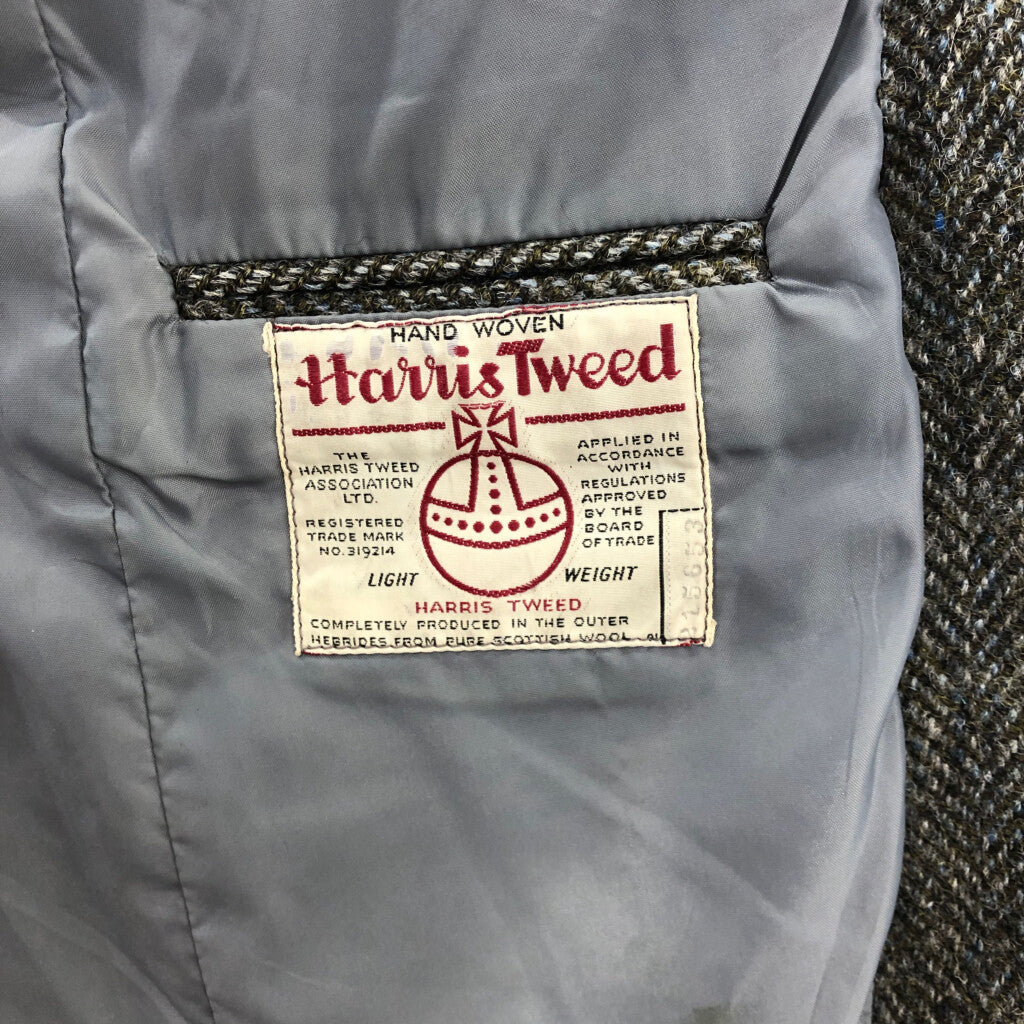 HAND WOVEN
Harris Tweed
THE
HARRIS TWEED
ASSOCIATION
LTD.
REGISTERED
TRADE MARK
NO. 319214
APPLIED IN
ACCORDANCE
WITH
REGULATIONS
APPROVED
BY THE
BOARD
OF TRADE
LIGHT WEIGHT
HARRIS TWEED
COMPLETELY PRODUCED IN THE OUTER
HEBRIDES FROM PURE SCOTTISH WOOL